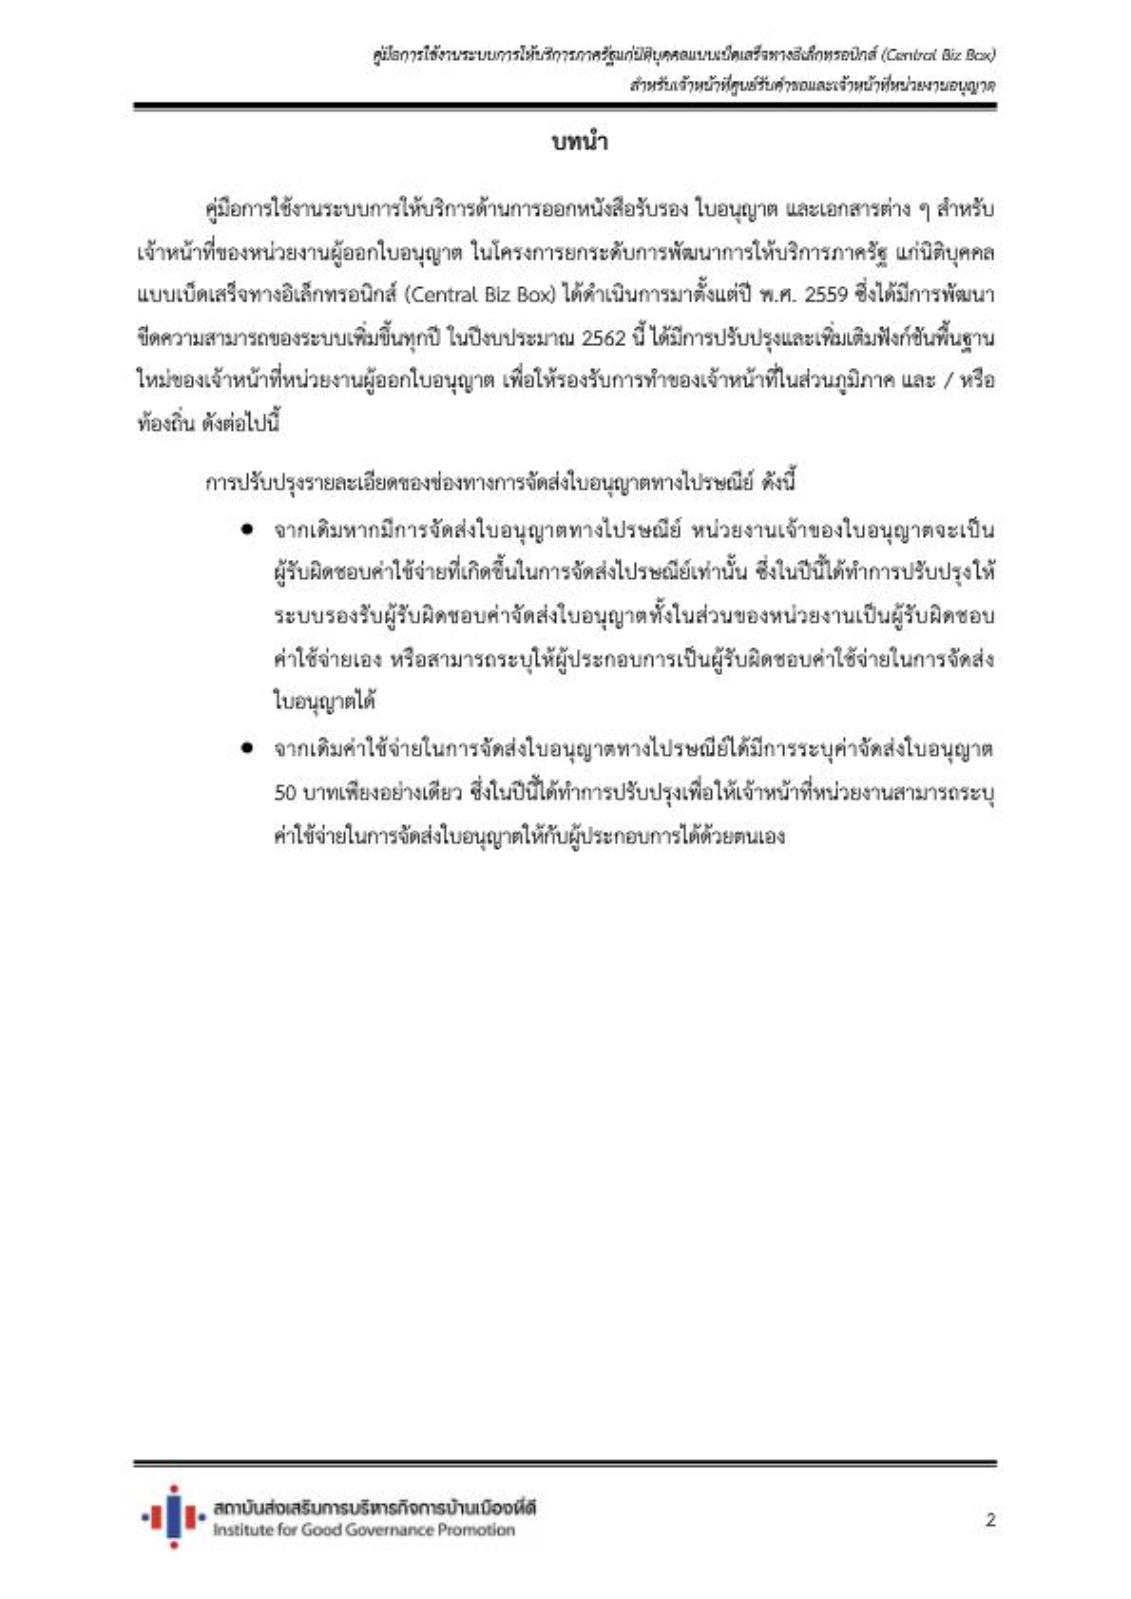 คู่มือการใช้งานระบบการให้บริการภาครัฐแก่นิติบุคคลแบบเบ็ดเสร็จทางอิเล็กทรอนิกส์ (Central Biz Box)
สำหรับเจ้าหน้าที่ศูนย์รับคำขอและเจ้าหน้าที่หน่วยงานอนุญาต
บทนำ
คู่มือการใช้งานระบบการให้บริการด้านการออกหนังสือรับรอง ใบอนุญาต และเอกสารต่าง ๆ สำหรับ
เจ้าหน้าที่ของหน่วยงานผู้ออกใบอนุญาต ในโครงการยกระดับการพัฒนาการให้บริการภาครัฐ แก่นิติบุคคล
แบบเบ็ดเสร็จทางอิเล็กทรอนิกส์ (Central Biz Box) ได้ดำเนินการมาตั้งแต่ปี พ.ศ. 2559 ซึ่งได้มีการพัฒนา
ขีดความสามารถของระบบเพิ่มขึ้นทุกปี ในปีงบประมาณ 2562 นี้ ได้มีการปรับปรุงและเพิ่มเติมฟังก์ชันพื้นฐาน
ใหม่ของเจ้าหน้าที่หน่วยงานผู้ออกใบอนุญาต เพื่อให้รองรับการทำของเจ้าหน้าที่ในส่วนภูมิภาค และ / หรือ
ท้องถิ่น ดังต่อไปนี้
การปรับปรุงรายละเอียดของช่องทางการจัดส่งใบอนุญาตทางไปรษณีย์ ดังนี้
● จากเดิมหากมีการจัดส่งใบอนุญาตทางไปรษณีย์ หน่วยงานเจ้าของใบอนุญาตจะเป็น
ผู้รับผิดชอบค่าใช้จ่ายที่เกิดขึ้นในการจัดส่งไปรษณีย์เท่านั้น ซึ่งในปีนี้ได้ทำการปรับปรุงให้
ระบบรองรับผู้รับผิดชอบค่าจัดส่งใบอนุญาตทั้งในส่วนของหน่วยงานเป็นผู้รับผิดชอบ
ค่าใช้จ่ายเอง หรือสามารถระบุให้ผู้ประกอบการเป็นผู้รับผิดชอบค่าใช้จ่ายในการจัดส่ง
ใบอนุญาตได้
● จากเดิมค่าใช้จ่ายในการจัดส่งใบอนุญาตทางไปรษณีย์ได้มีการระบุค่าจัดส่งใบอนุญาต
50 บาทเพียงอย่างเดียว ซึ่งในปีนี้ได้ทำการปรับปรุงเพื่อให้เจ้าหน้าที่หน่วยงานสามารถระบุ
ค่าใช้จ่ายในการจัดส่งใบอนุญาตให้กับผู้ประกอบการได้ด้วยตนเอง
สถาบันส่งเสริมการบริหารกิจการบ้านเมืองที่ดี
Institute for Good Governance Promotion
2